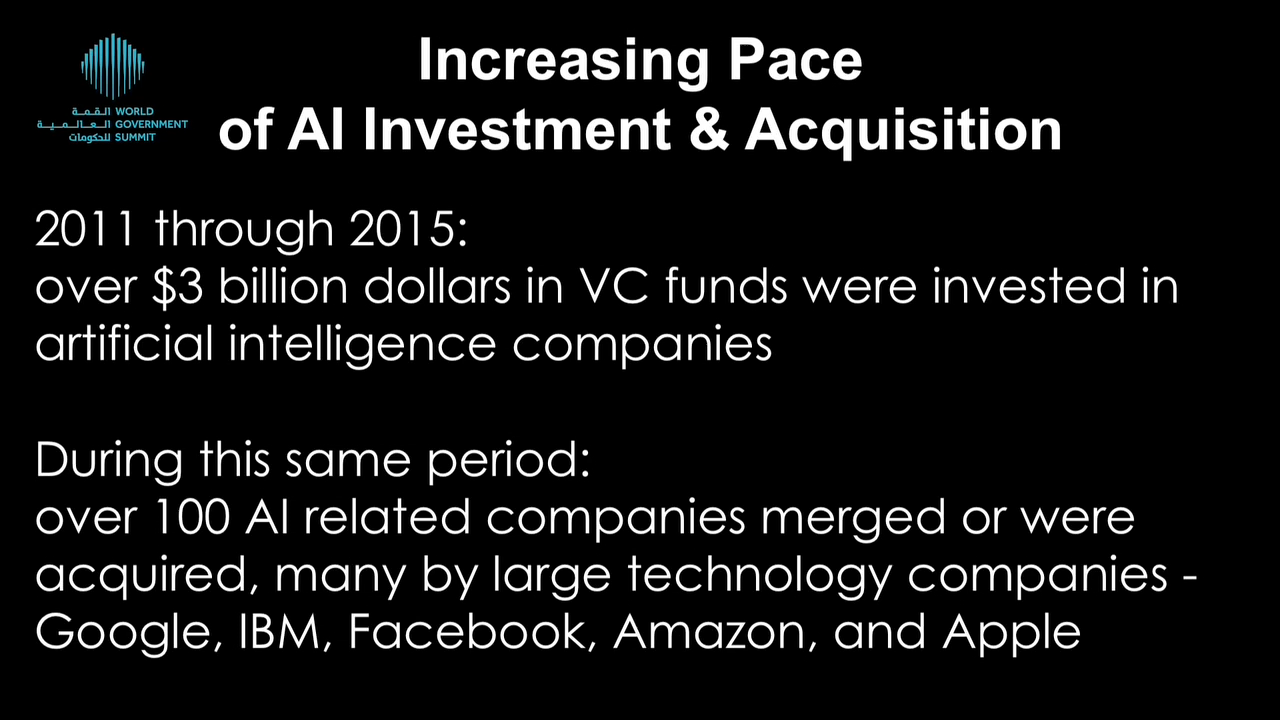 القمة WORLD
العالمية GOVERNMENT
للحكومات SUMMIT
Increasing Pace
of AI Investment & Acquisition
2011 through 2015:
over $3 billion dollars in VC funds were invested in
artificial intelligence companies
During this same period:
over 100 AI related companies merged or were
acquired, many by large technology companies -
Google, IBM, Facebook, Amazon, and Apple